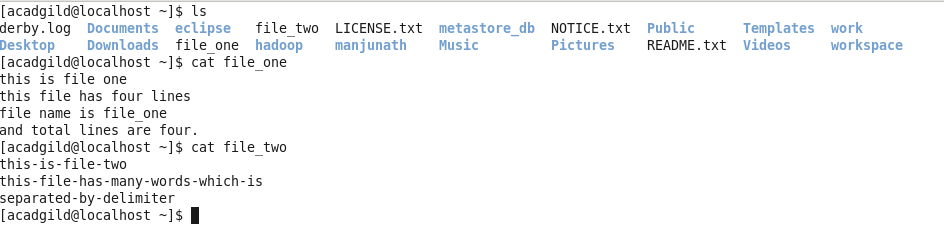 [acadgild@localhost ~]$ ls
derby.log  Documents  eclipse   file_two  LICENSE.txt  metastore_db  NOTICE.txt  Public      Templates  work
Desktop    Downloads  file_one  hadoop    manjunath    Music         Pictures    README.txt  Videos     workspace
[acadgild@localhost ~]$ cat file_one
this is file one
this file has four lines
file name is file_one
and total lines are four.
[acadgild@localhost ~]$ cat file_two
this-is-file-two
this-file-has-many-words-which-is
separated-by-delimiter
[acadgild@localhost ~]$